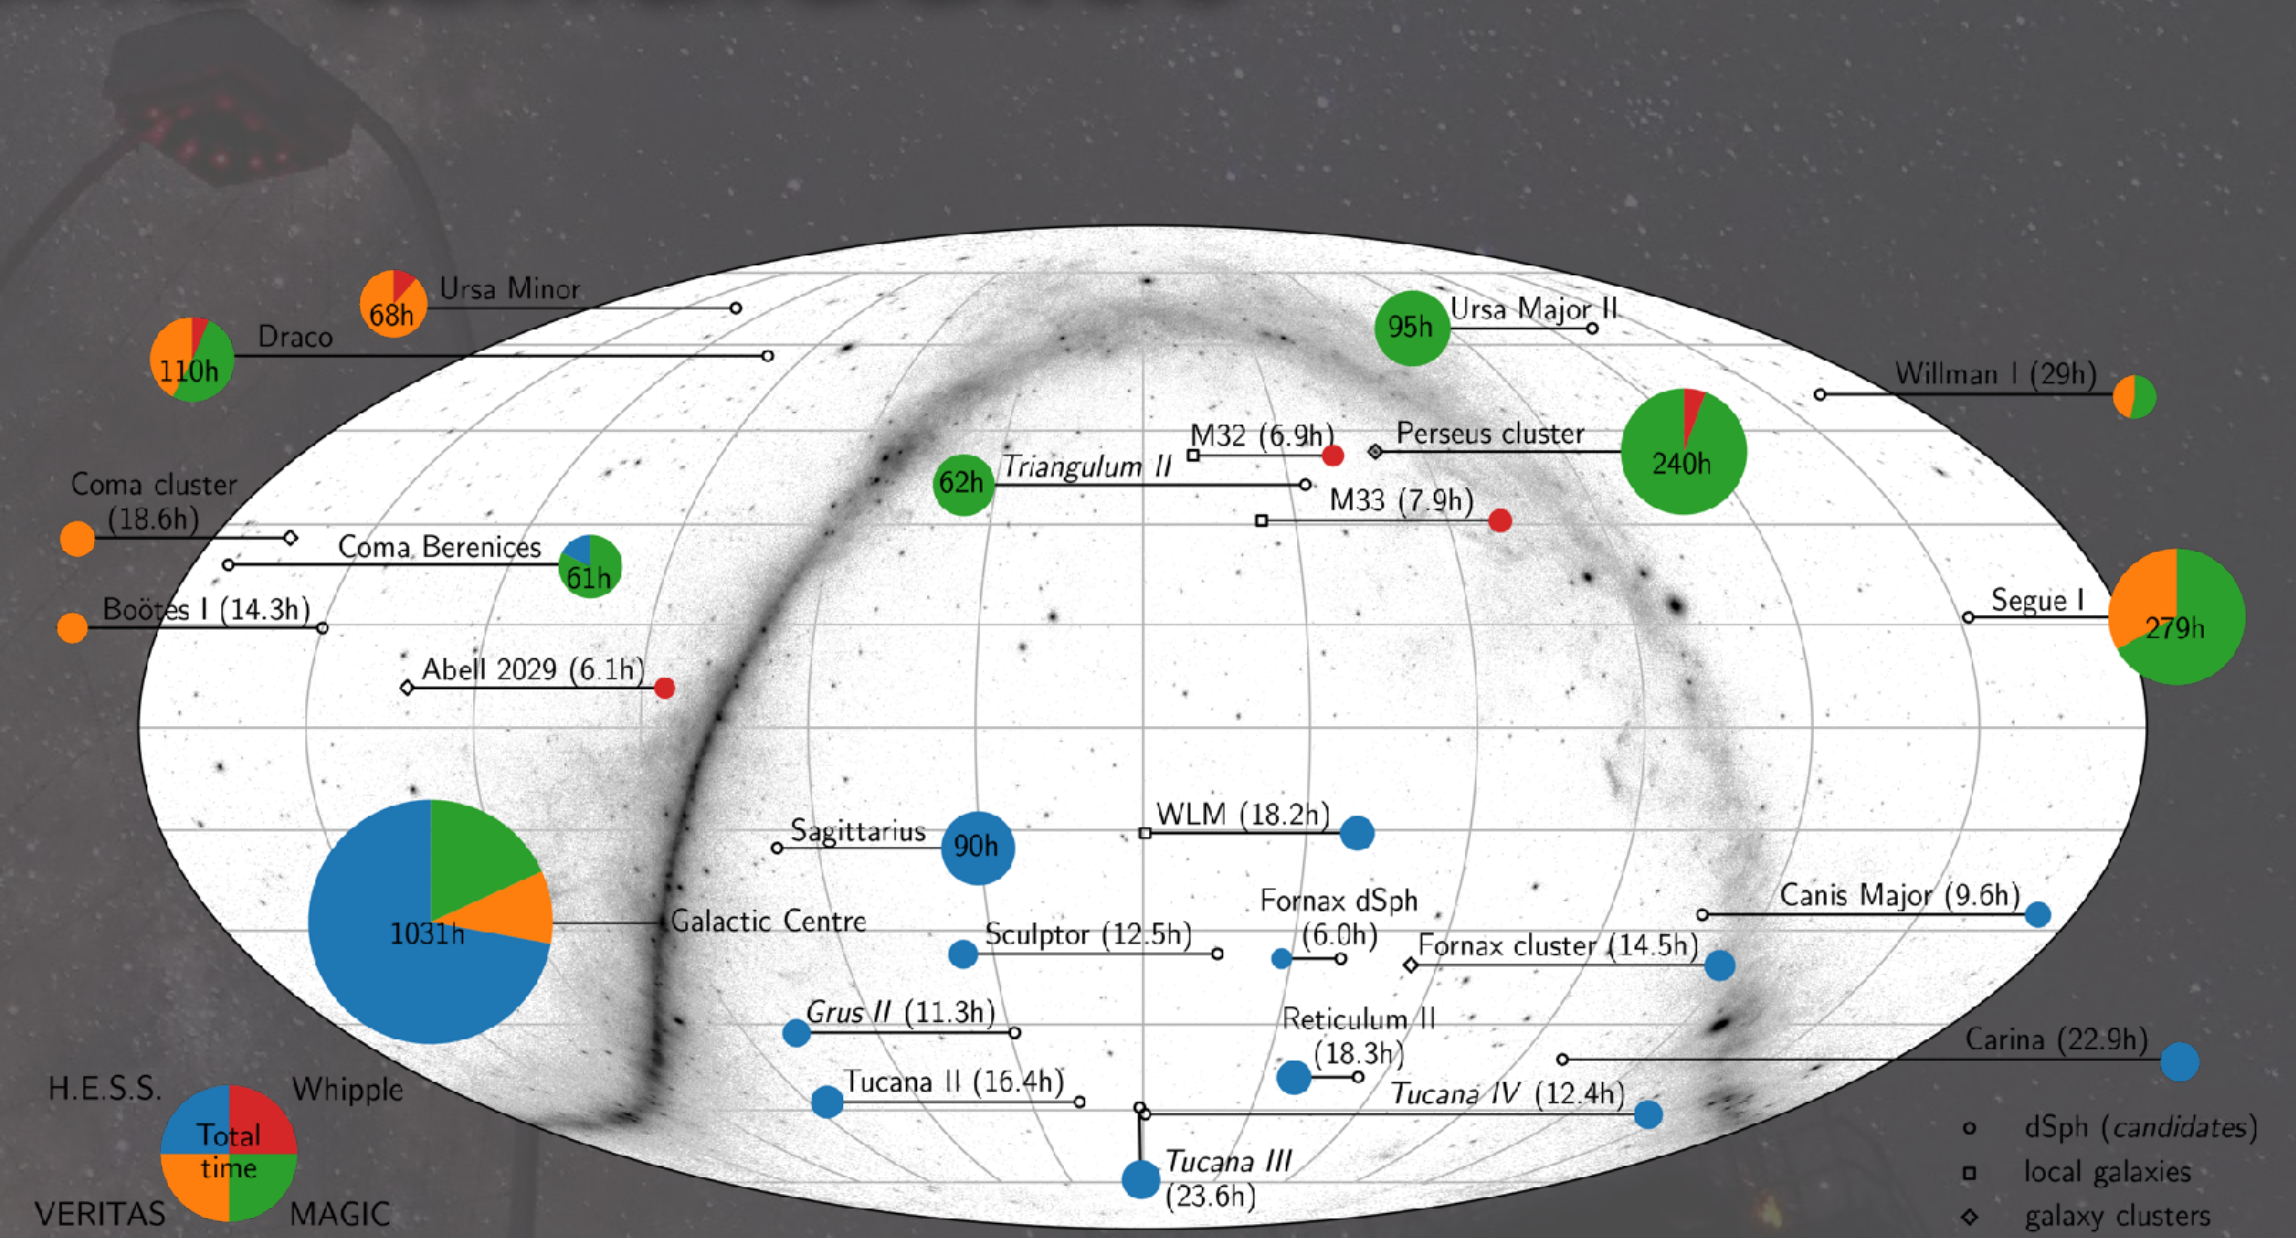 Ursa Minor
68h
Draco
110h
Ursa Major II
95h
Willman I (29h)
M32 (6.9h)
Perseus cluster
240h
Triangulum II
62h
M33 (7.9h)
Coma cluster
(18.6h)
Coma Berenices
61h
Boötes I (14.3h)
Segue I
279h
Abell 2029 (6.1h)
WLM (18.2h)
Sagittarius
90h
Galactic Centre
1031h
Fornax dSph
(6.0h)
Canis Major (9.6h)
Sculptor (12.5h)
Fornax cluster (14.5h)
Grus II (11.3h)
Reticulum II
(18.3h)
Carina (22.9h)
Tucana II (16.4h)
Tucana IV (12.4h)
Tucana III
(23.6h)
H.E.S.S.
Whipple
Total
time
VERITAS
MAGIC
dSph (candidates)
local galaxies
galaxy clusters